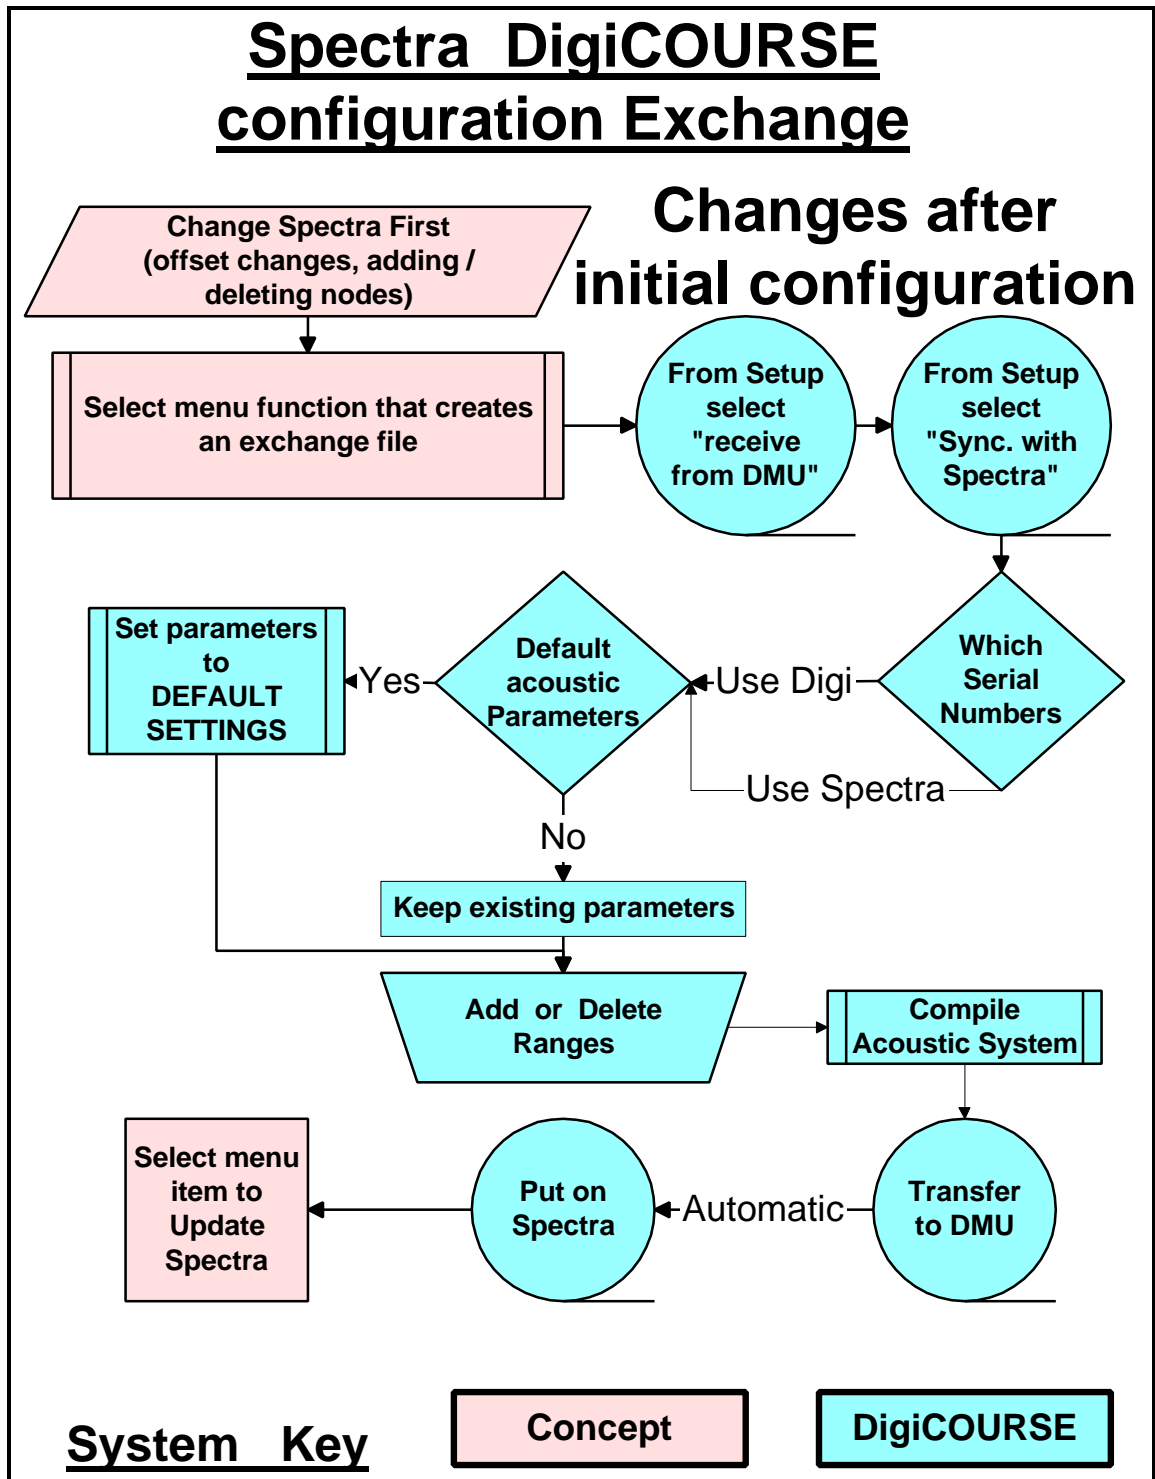 Spectra DigiCOURSE
configuration Exchange
Changes after
initial configuration
Change Spectra First
(offset changes, adding /
deleting nodes)
Select menu function that creates
an exchange file
From Setup
select
"receive
from DMU"
From Setup
select
"Sync. with
Spectra"
Which
Serial
Numbers
Use Digi
Use Spectra
Default
acoustic
Parameters
Yes
Set parameters
to
DEFAULT
SETTINGS
No
Keep existing parameters
Add or Delete
Ranges
Compile
Acoustic System
Transfer
to DMU
Automatic
Put on
Spectra
Select menu
item to
Update
Spectra
System Key
Concept
DigiCOURSE